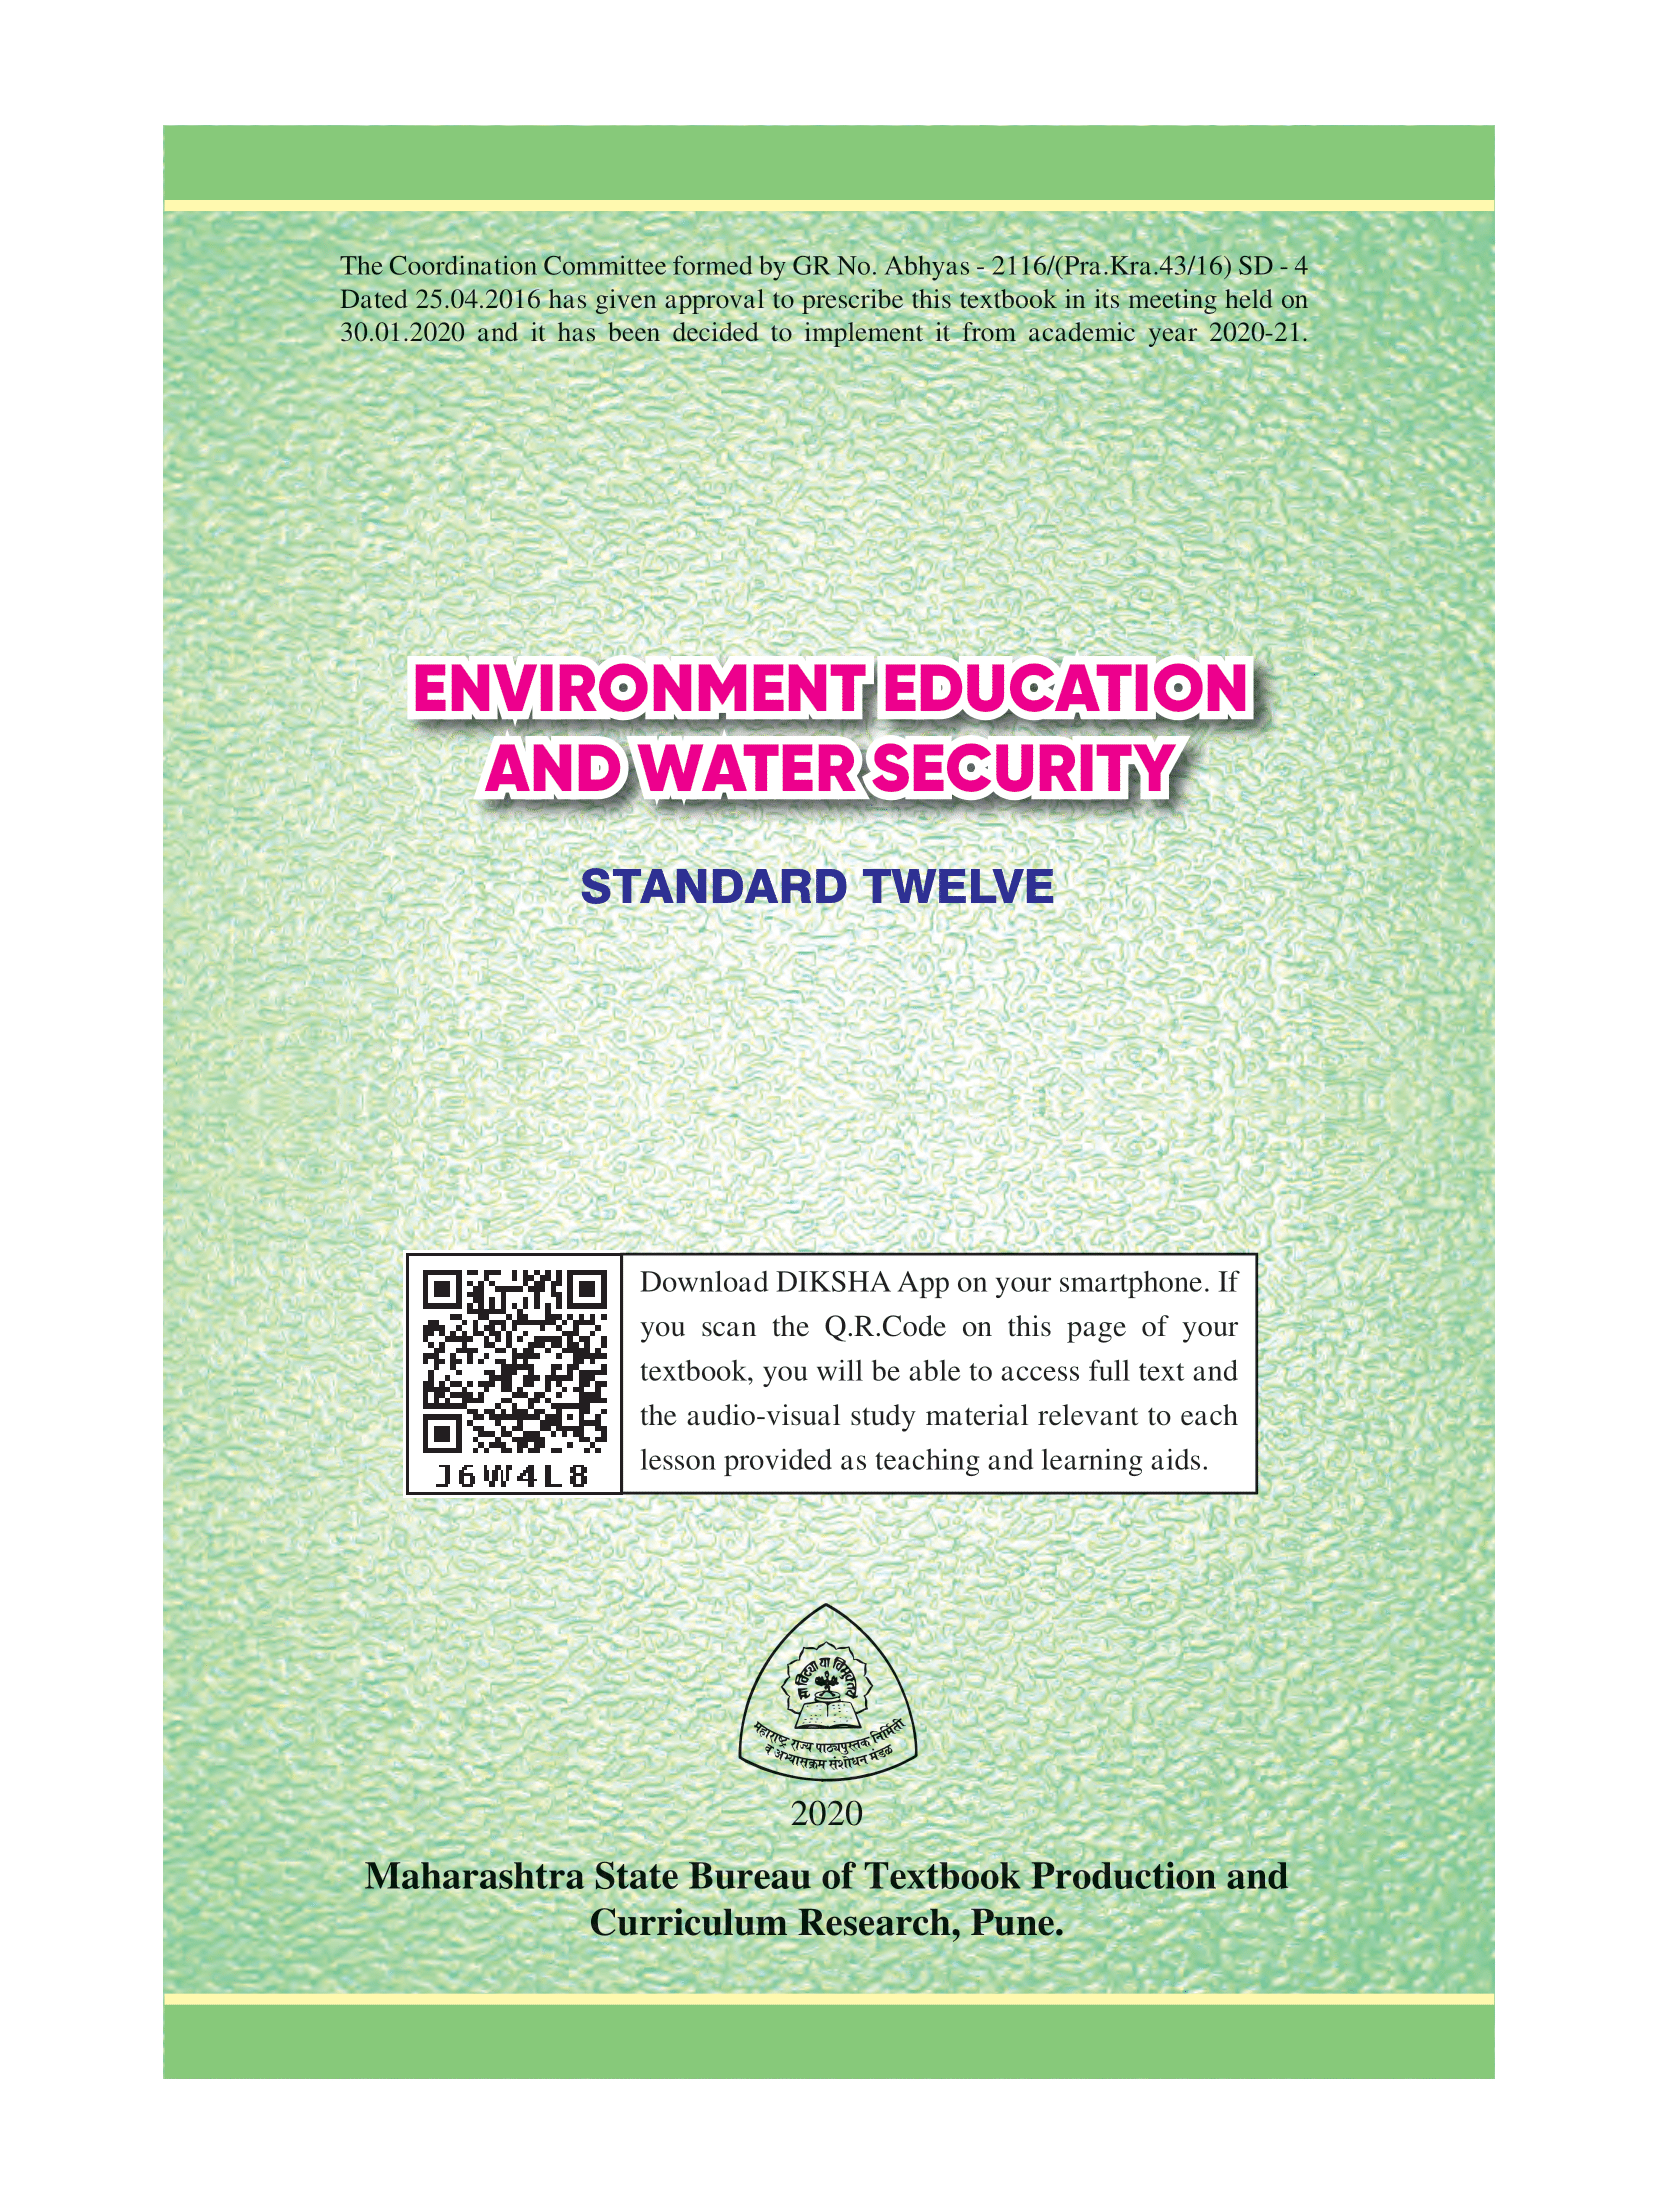 The Coordination Committee formed by GR No. Abhyas - 2116/(Pra.Kra.43/16) SD - 4
Dated 25.04.2016 has given approval to prescribe this textbook in its meeting held on
30.01.2020 and it has been decided to implement it from academic year 2020-21.
ENVIRONMENT EDUCATION
AND WATER SECURITY
STANDARD TWELVE
Download DIKSHA App on your smartphone. If
you scan the Q.R.Code on this page of your
textbook, you will be able to access full text and
the audio-visual study material relevant to each
lesson provided as teaching and learning aids.
J6W4L8
सा विद्या या विमुक्तये
महाराष्ट्र राज्य पाठ्यपुस्तक निर्मिती
व अभ्यासक्रम संशोधन मंडळ
2020
Maharashtra State Bureau of Textbook Production and
Curriculum Research, Pune.